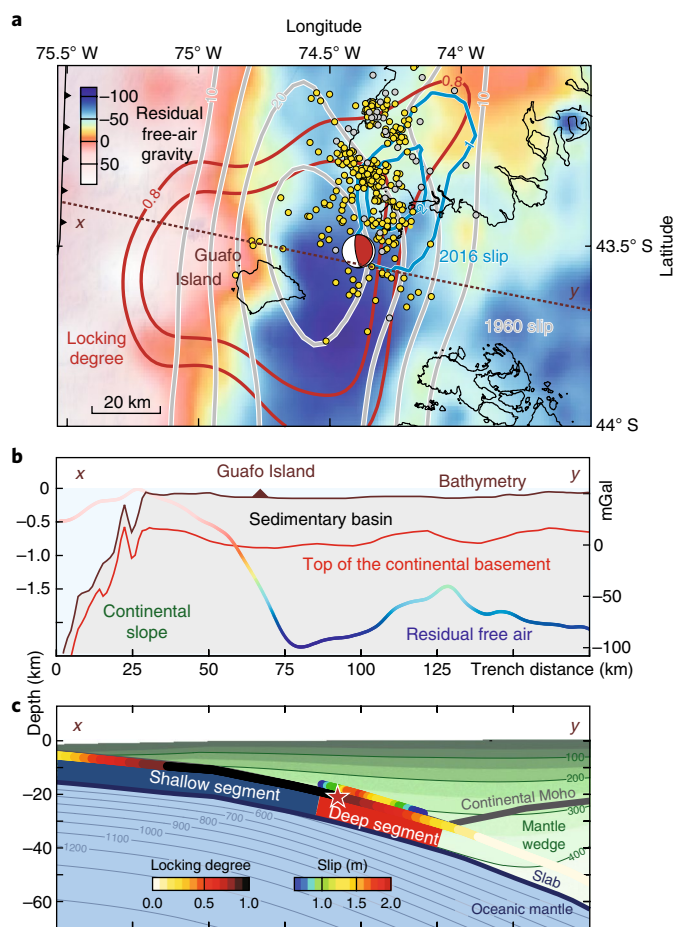 a
Longitude
75.5° W
75° W
74.5° W
74° W
−100
−50
0
50
Residual
free-air
gravity
10
20
0.8
10
0.8
1
2
x
43.5° S
Latitude
Guafo
Island
2016 slip
y
Locking
degree
1960 slip
20 km
44° S
b
x
Guafo Island
y
Bathymetry
mGal
0
−0.5
−1.0
−1.5
Sedimentary basin
0
Top of the continental basement
−50
Continental
slope
Residual free air
−100
0
25
50
75
100
125
Trench distance (km)
Depth (km)
c
x
y
0
−20
−40
−60
100
200
300
400
Shallow segment
Continental Moho
Deep segment
Mantle
wedge
600
700
800
900
1000
1100
1200
Locking degree
0.0
0.5
1.0
Slip (m)
1.0
1.5
2.0
Slab
Oceanic mantle